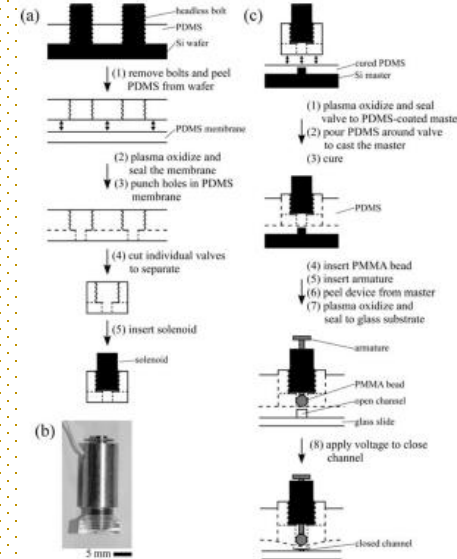 (a)
headless bolt
PDMS
Si wafer
(1) remove bolts and peel
PDMS from wafer
PDMS membrane
(2) plasma oxidize and
seal the membrane
(3) punch holes in PDMS
membrane
(4) cut individual valves
to separate
(5) insert solenoid
solenoid
(b)
5 mm
(c)
cured PDMS
Si master
(1) plasma oxidize and seal
valve to PDMS-coated maste
(2) pour PDMS around valve
to cast the master
(3) cure
PDMS
(4) insert PMMA bead
(5) insert armature
(6) peel device from master
(7) plasma oxidize and
seal to glass substrate
armature
PMMA bead
open channel
glass slide
(8) apply voltage to close
channel
closed channel